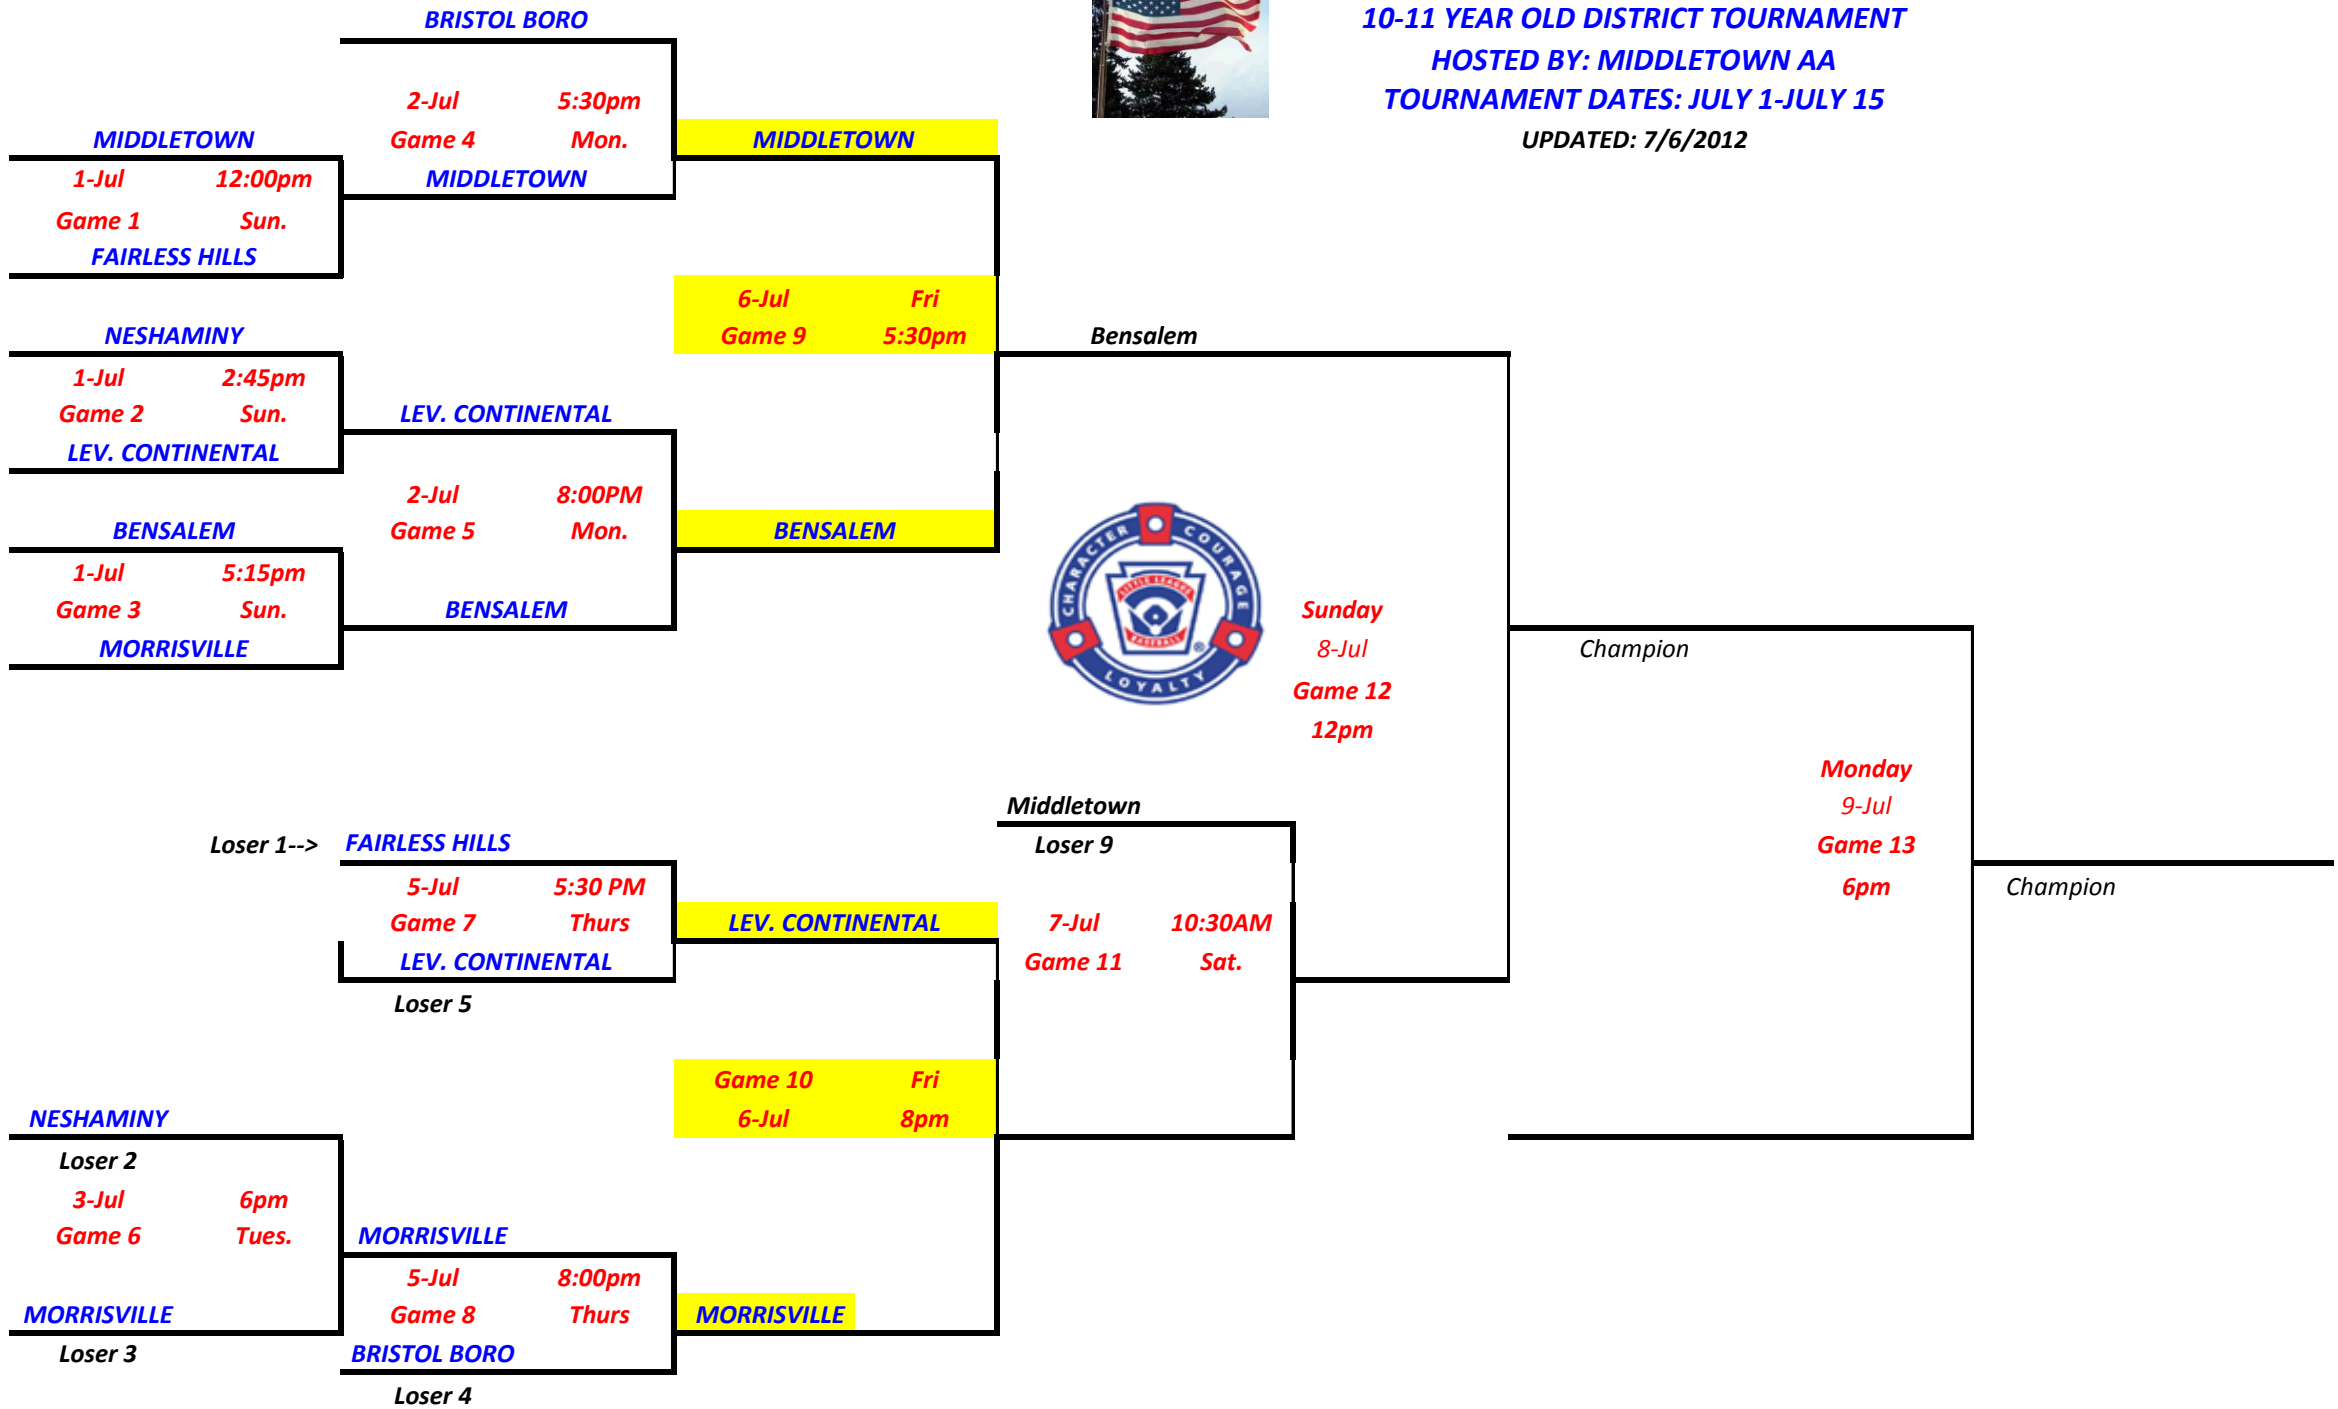 BRISTOL BORO
10-11 YEAR OLD DISTRICT TOURNAMENT
HOSTED BY: MIDDLETOWN AA
TOURNAMENT DATES: JULY 1-JULY 15
UPDATED: 7/6/2012
2-Jul 5:30pm
Game 4 Mon.
MIDDLETOWN
MIDDLETOWN
1-Jul 12:00pm
Game 1 Sun.
FAIRLESS HILLS
MIDDLETOWN
6-Jul Fri
Game 9 5:30pm
Bensalem
NESHAMINY
1-Jul 2:45pm
Game 2 Sun.
LEV. CONTINENTAL
LEV. CONTINENTAL
2-Jul 8:00PM
Game 5 Mon.
BENSALEM
BENSALEM
1-Jul 5:15pm
Game 3 Sun.
MORRISVILLE
BENSALEM
CHARACTER COURAGE LOYALTY
LITTLE LEAGUE
BASEBALL
®
Sunday
8-Jul
Game 12
12pm
Champion
Monday
9-Jul
Game 13
6pm
Champion
Middletown
Loser 9
7-Jul 10:30AM
Game 11 Sat.
Loser 1--> FAIRLESS HILLS
5-Jul 5:30 PM
Game 7 Thurs
LEV. CONTINENTAL
Loser 5
LEV. CONTINENTAL
Game 10 Fri
6-Jul 8pm
NESHAMINY
Loser 2
3-Jul 6pm
Game 6 Tues.
MORRISVILLE
Loser 3
MORRISVILLE
5-Jul 8:00pm
Game 8 Thurs
BRISTOL BORO
Loser 4
MORRISVILLE